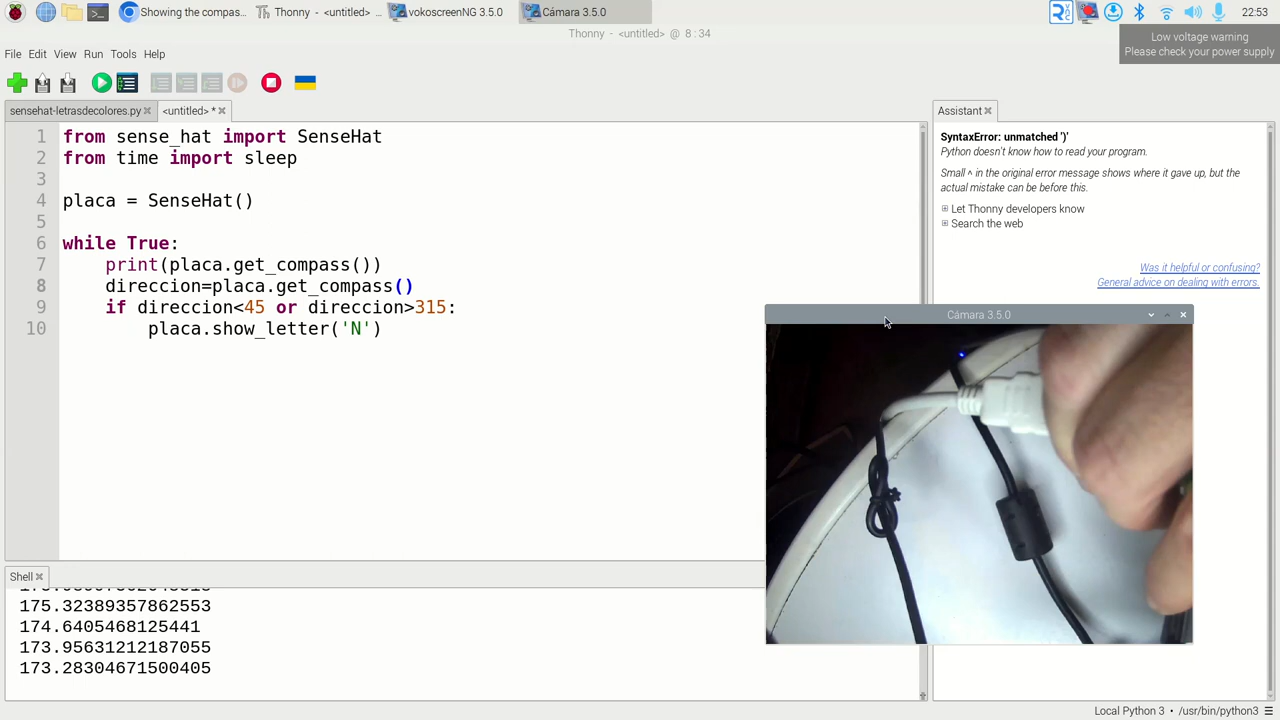 Showing the compas...
Thonny - <untitled> ...
vokoscreenNG 3.5.0
Cámara 3.5.0
22:53
Thonny - <untitled> @ 8 : 34
Low voltage warning
Please check your power supply
File Edit View Run Tools Help
sensehat-letrasdecolores.py
<untitled> *
Assistant
1 from sense_hat import SenseHat
2 from time import sleep
3
4 placa = SenseHat()
5
6 while True:
7 print(placa.get_compass())
8 direccion=placa.get_compass()
9 if direccion<45 or direccion>315:
10 placa.show_letter('N')
SyntaxError: unmatched ')'
Python doesn't know how to read your program.
Small ^ in the original error message shows where it gave up, but the
actual mistake can be before this.
Let Thonny developers know
Search the web
Was it helpful or confusing?
General advice on dealing with errors.
Cámara 3.5.0
Shell
175.32389357862553
174.6405468125441
173.95631212187055
173.28304671500405
Local Python 3 • /usr/bin/python3